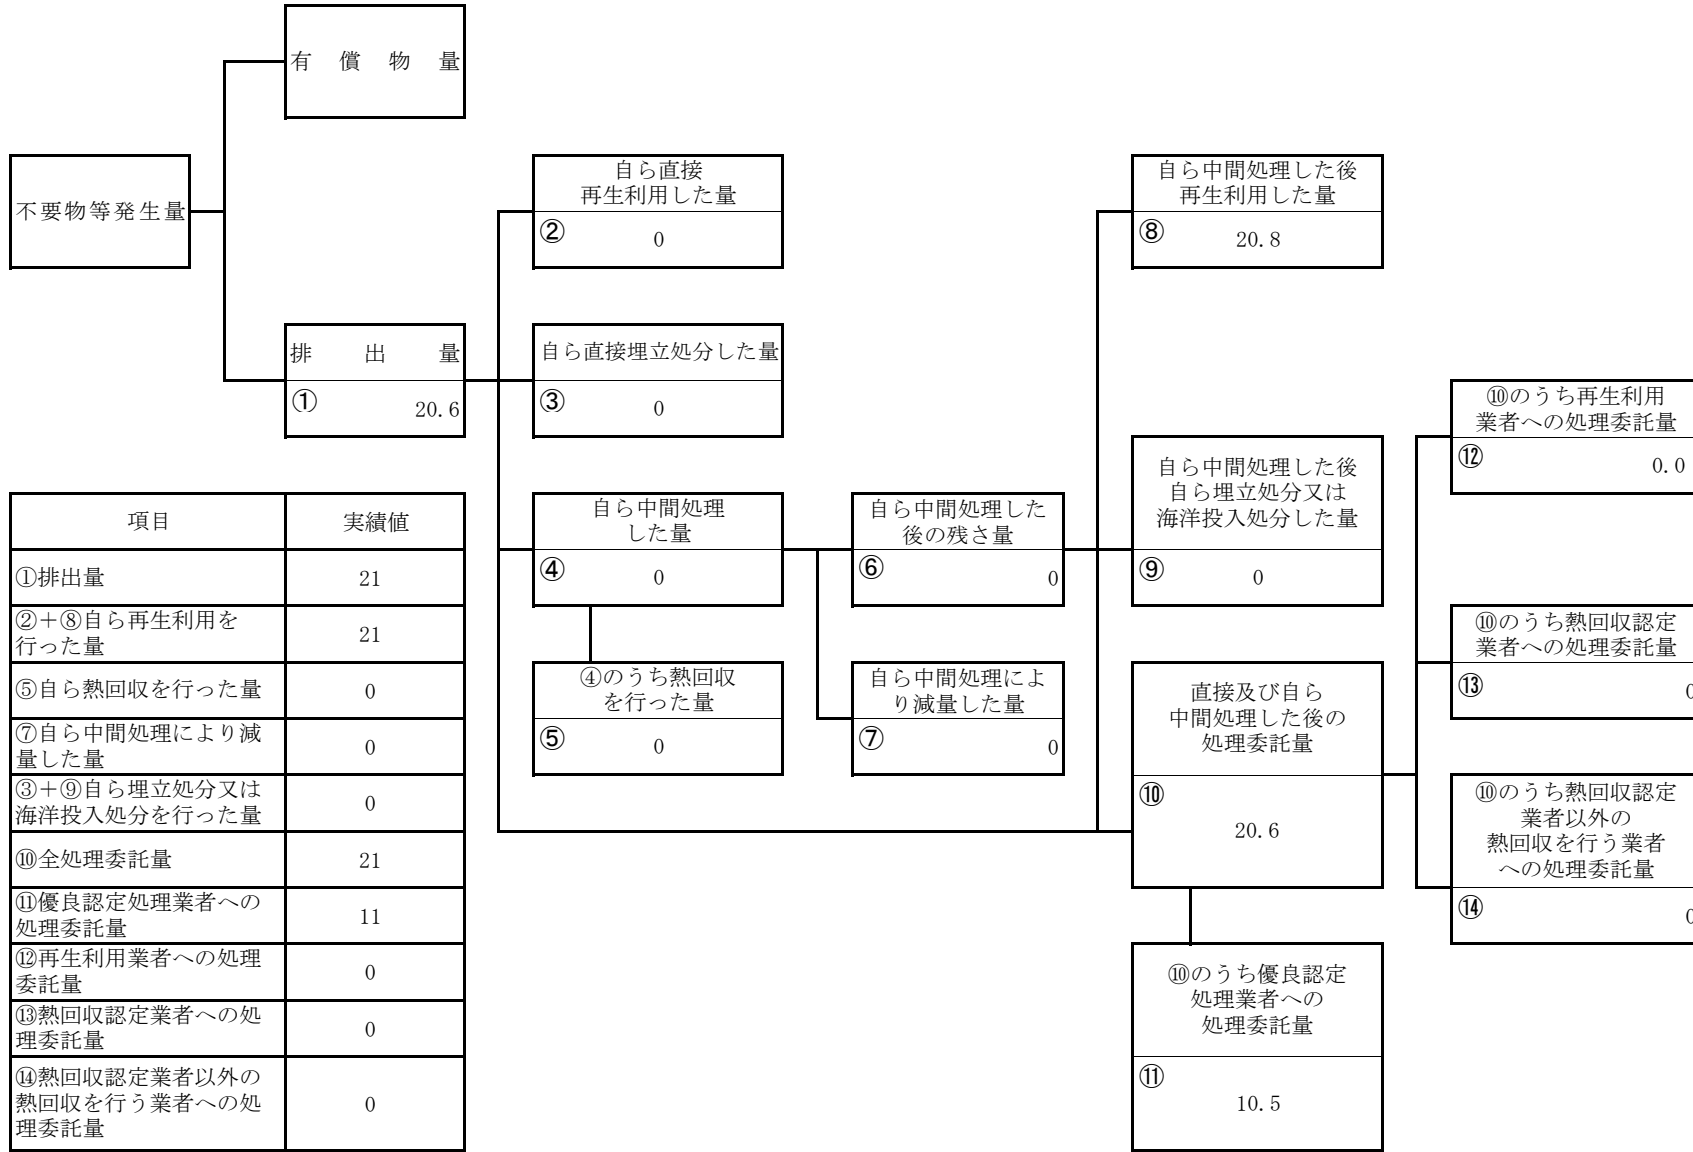 有償物量
不要物等発生量
排出量
① 20.6
自ら直接
再生利用した量
② 0
自ら直接埋立処分した量
③ 0
自ら中間処理
した量
④ 0
④のうち熱回収
を行った量
⑤ 0
自ら中間処理した
後の残さ量
⑥ 0
自ら中間処理によ
り減量した量
⑦ 0
自ら中間処理した後
再生利用した量
⑧ 20.8
自ら中間処理した後
自ら埋立処分又は
海洋投入処分した量
⑨ 0
直接及び自ら
中間処理した後の
処理委託量
⑩
20.6
⑩のうち優良認定
処理業者への
処理委託量
⑪
10.5
⑩のうち再生利用
業者への処理委託量
⑫ 0.0
⑩のうち熱回収認定
業者への処理委託量
⑬ 0
⑩のうち熱回収認定
業者以外の
熱回収を行う業者
への処理委託量
⑭ 0
項目 実績値
①排出量 21
②＋⑧自ら再生利用を
行った量 21
⑤自ら熱回収を行った量 0
⑦自ら中間処理により減
量した量 0
③＋⑨自ら埋立処分又は
海洋投入処分を行った量 0
⑩全処理委託量 21
⑪優良認定処理業者への
処理委託量 11
⑫再生利用業者への処理
委託量 0
⑬熱回収認定業者への処
理委託量 0
⑭熱回収認定業者以外の
熱回収を行う業者への処
理委託量 0